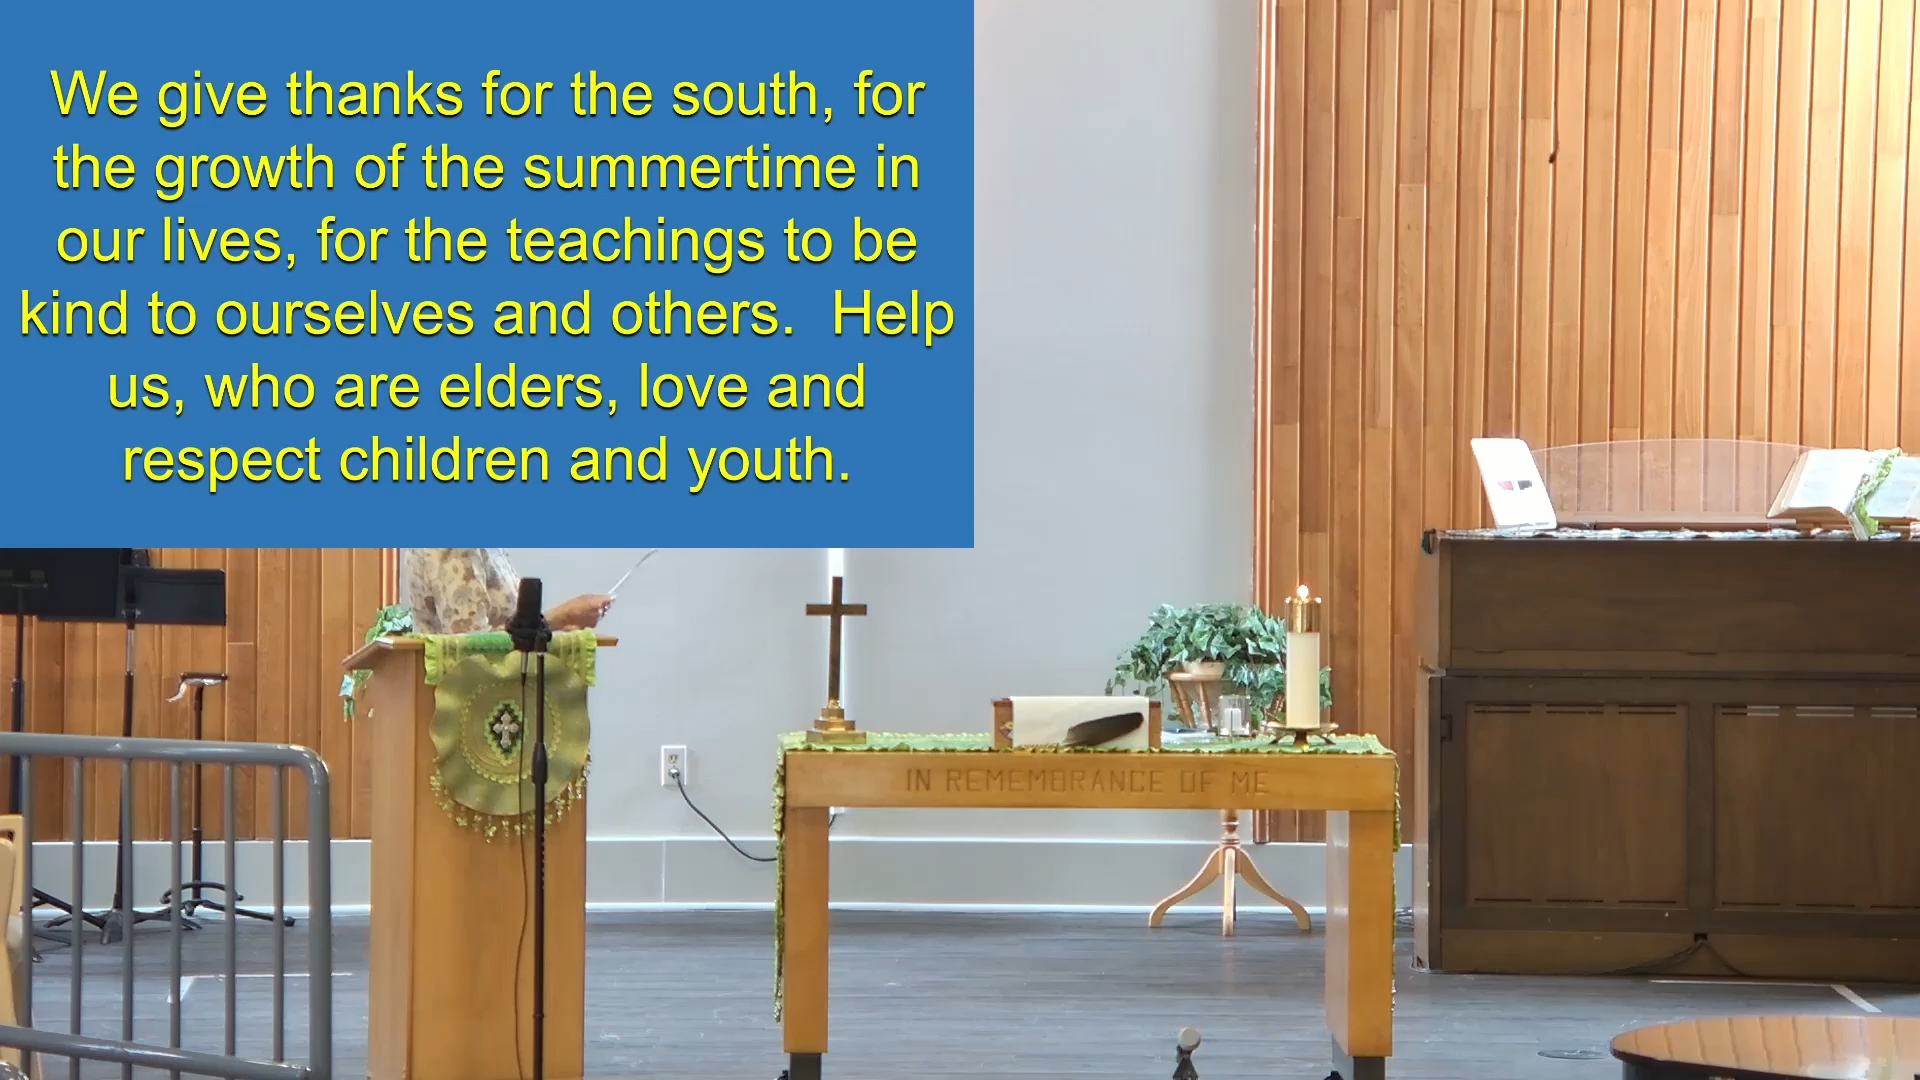 We give thanks for the south, for
the growth of the summertime in
our lives, for the teachings to be
kind to ourselves and others.  Help
us, who are elders, love and
respect children and youth.
IN REMEMBRANCE OF ME